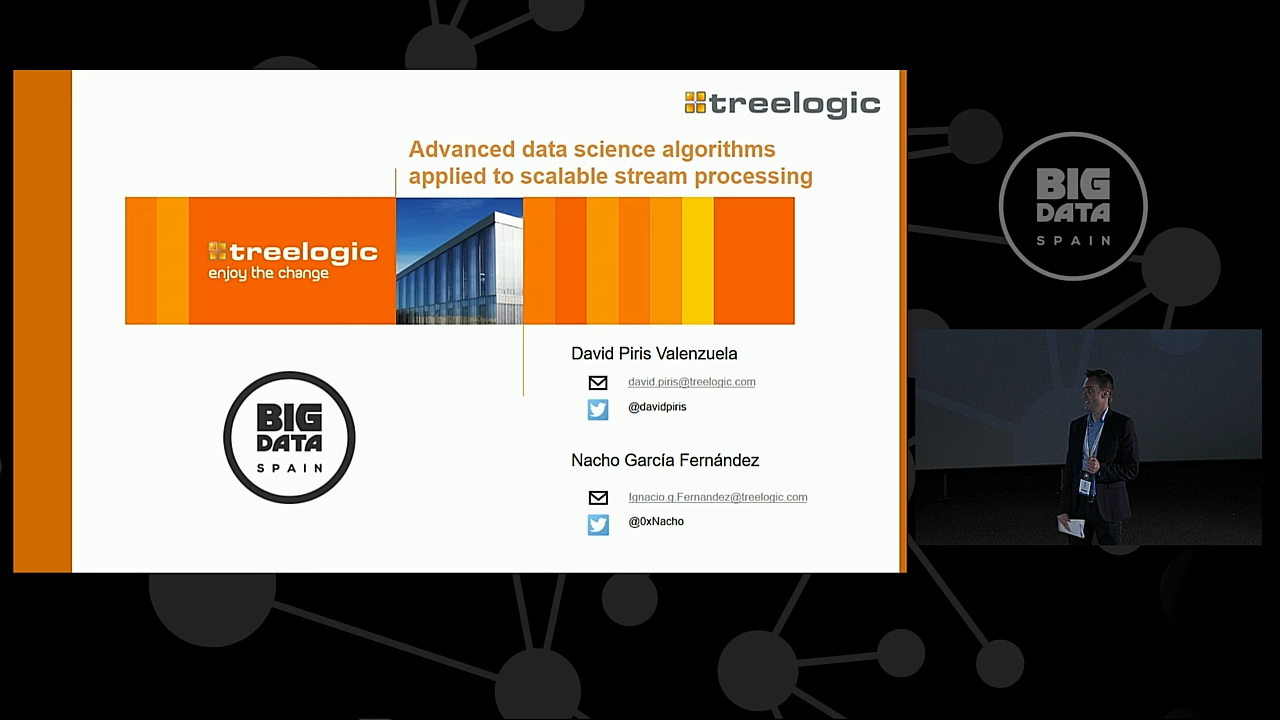 treelogic
Advanced data science algorithms
applied to scalable stream processing
treelogic
enjoy the change
David Piris Valenzuela
david.piris@treelogic.com
@davidpiris
BIG
DATA
SPAIN
Nacho García Fernández
Ignacio.g.Fernandez@treelogic.com
@0xNacho
BIG
DATA
SPAIN